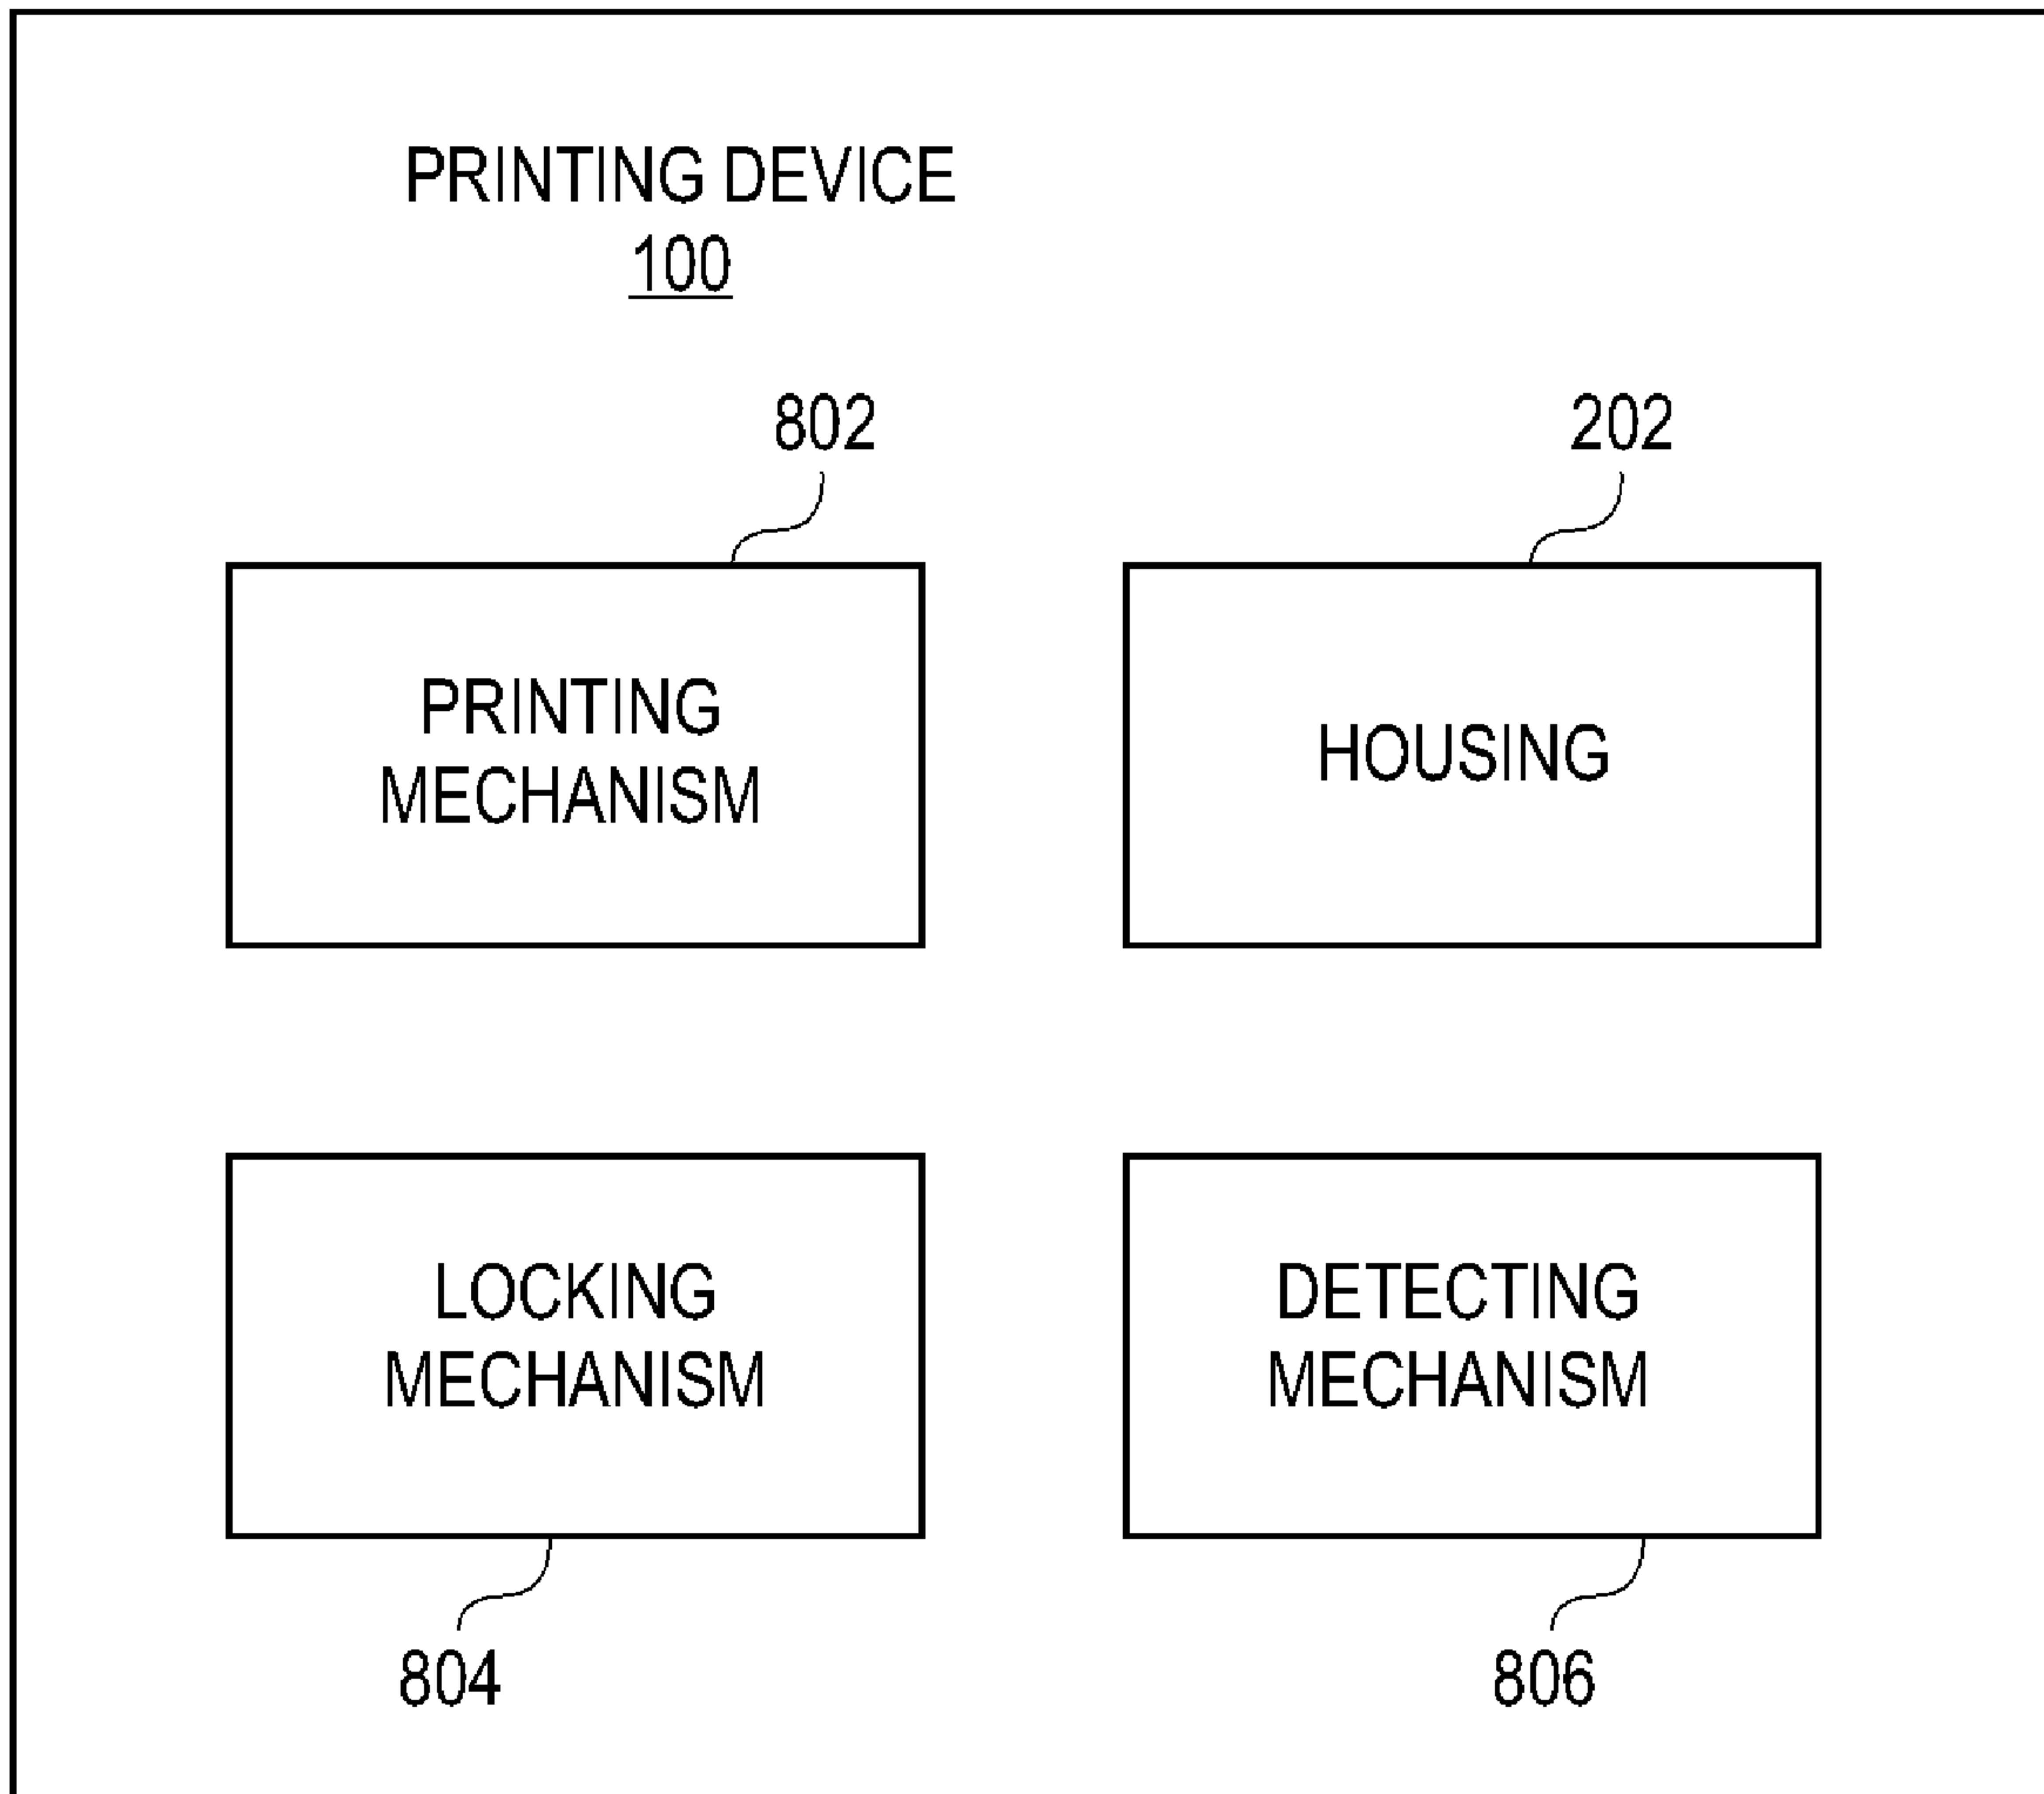 PRINTING DEVICE
100
802
202
PRINTING
MECHANISM
HOUSING
LOCKING
MECHANISM
DETECTING
MECHANISM
804
806